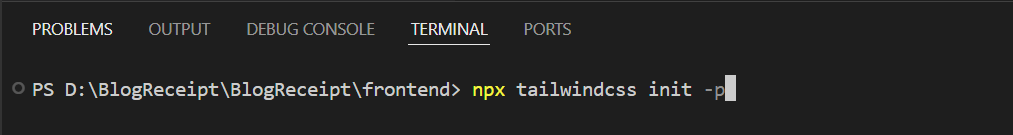 PROBLEMS OUTPUT DEBUG CONSOLE TERMINAL PORTS
PS D:\BlogReceipt\BlogReceipt\frontend> npx tailwindcss init -p